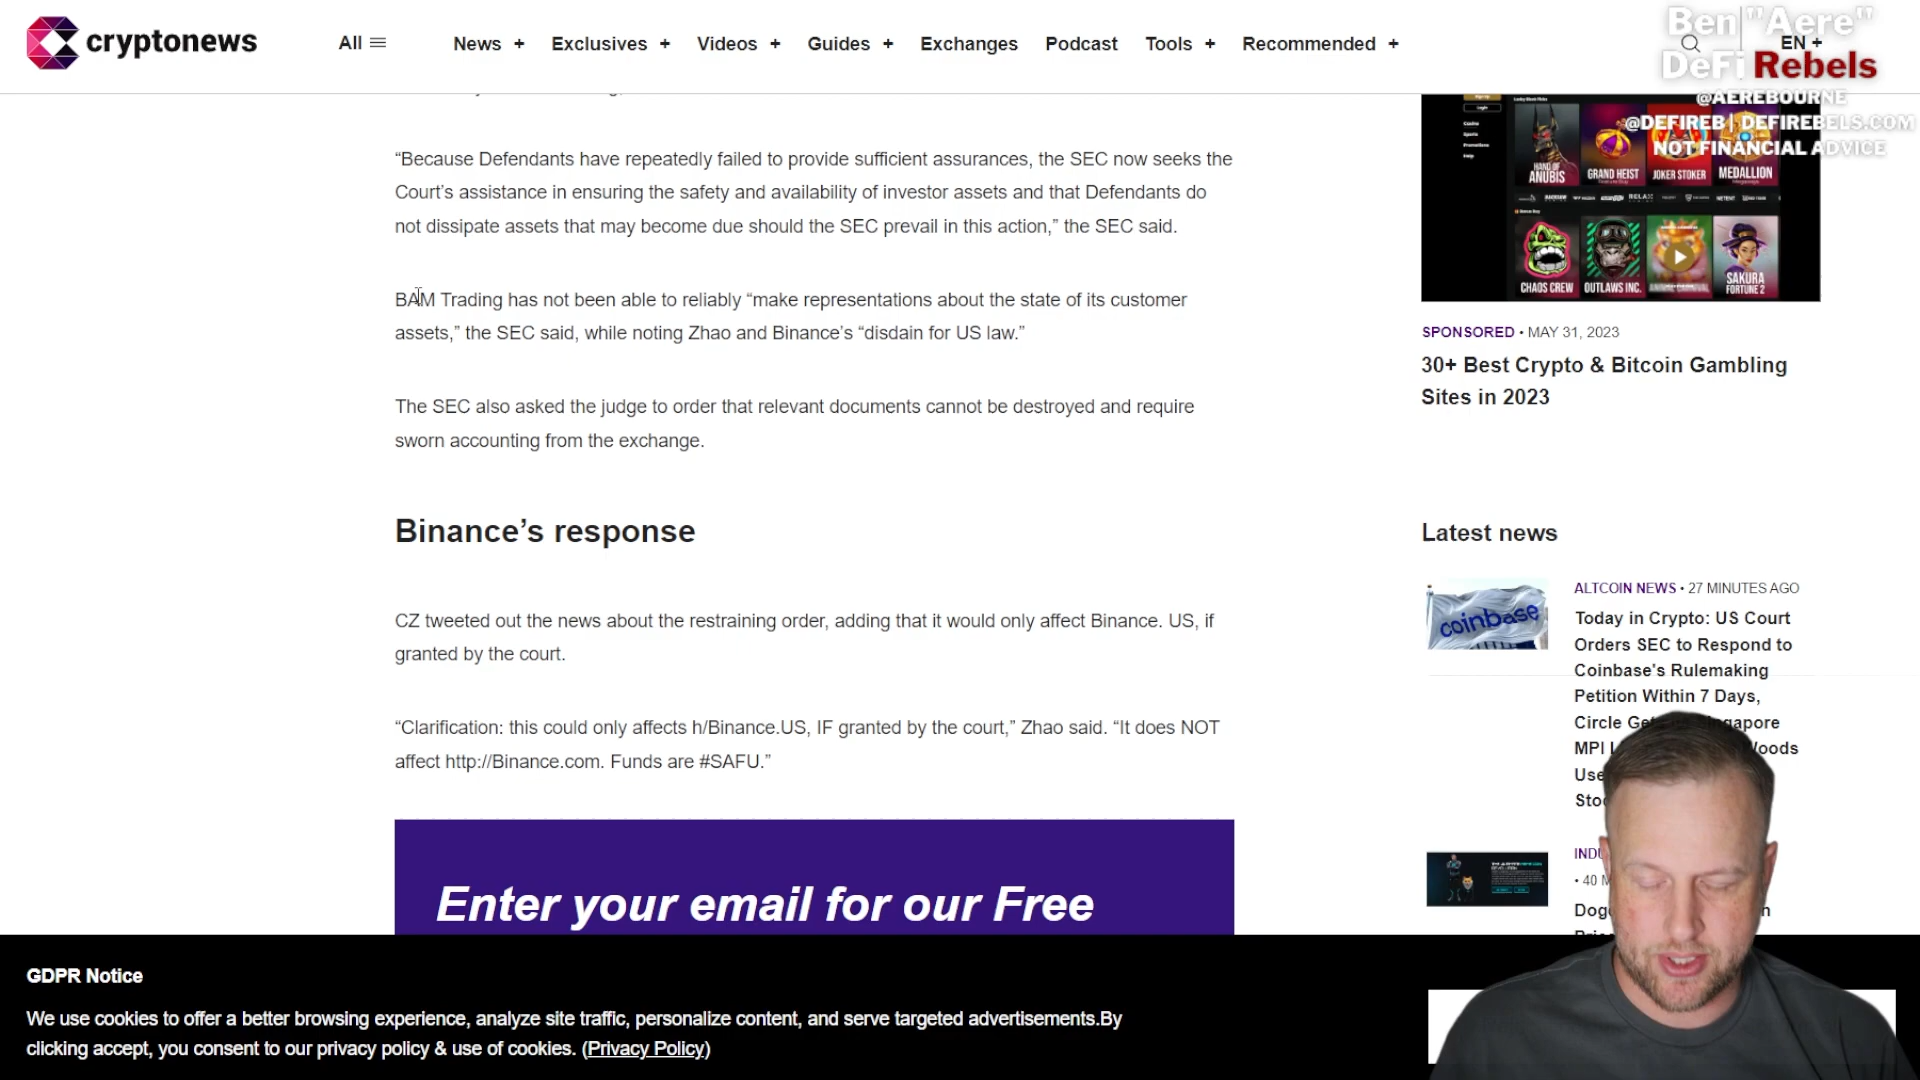 cryptonews
All
News +
Exclusives +
Videos +
Guides +
Exchanges
Podcast
Tools +
Recommended +
EN +
Ben "Aere"
DeFi Rebels
@AEREBOURNE
@DEFIREB | DEFIREBELS.COM
NOT FINANCIAL ADVICE
“Because Defendants have repeatedly failed to provide sufficient assurances, the SEC now seeks the
Court’s assistance in ensuring the safety and availability of investor assets and that Defendants do
not dissipate assets that may become due should the SEC prevail in this action,” the SEC said.
BAM Trading has not been able to reliably “make representations about the state of its customer
assets,” the SEC said, while noting Zhao and Binance’s “disdain for US law.”
The SEC also asked the judge to order that relevant documents cannot be destroyed and require
sworn accounting from the exchange.
Binance’s response
CZ tweeted out the news about the restraining order, adding that it would only affect Binance. US, if
granted by the court.
“Clarification: this could only affects h/Binance.US, IF granted by the court,” Zhao said. “It does NOT
affect http://Binance.com. Funds are #SAFU.”
Enter your email for our Free
HAND OF
ANUBIS
GRAND HEIST
JOKER STOKER
MEDALLION
CHAOS CREW
OUTLAWS INC.
SAKURA
FORTUNE 2
SPONSORED • MAY 31, 2023
30+ Best Crypto & Bitcoin Gambling
Sites in 2023
Latest news
coinbase
ALTCOIN NEWS • 27 MINUTES AGO
Today in Crypto: US Court
Orders SEC to Respond to
Coinbase's Rulemaking
Petition Within 7 Days,
Circle
MPI
GDPR Notice
We use cookies to offer a better browsing experience, analyze site traffic, personalize content, and serve targeted advertisements.By
clicking accept, you consent to our privacy policy & use of cookies. (Privacy Policy)